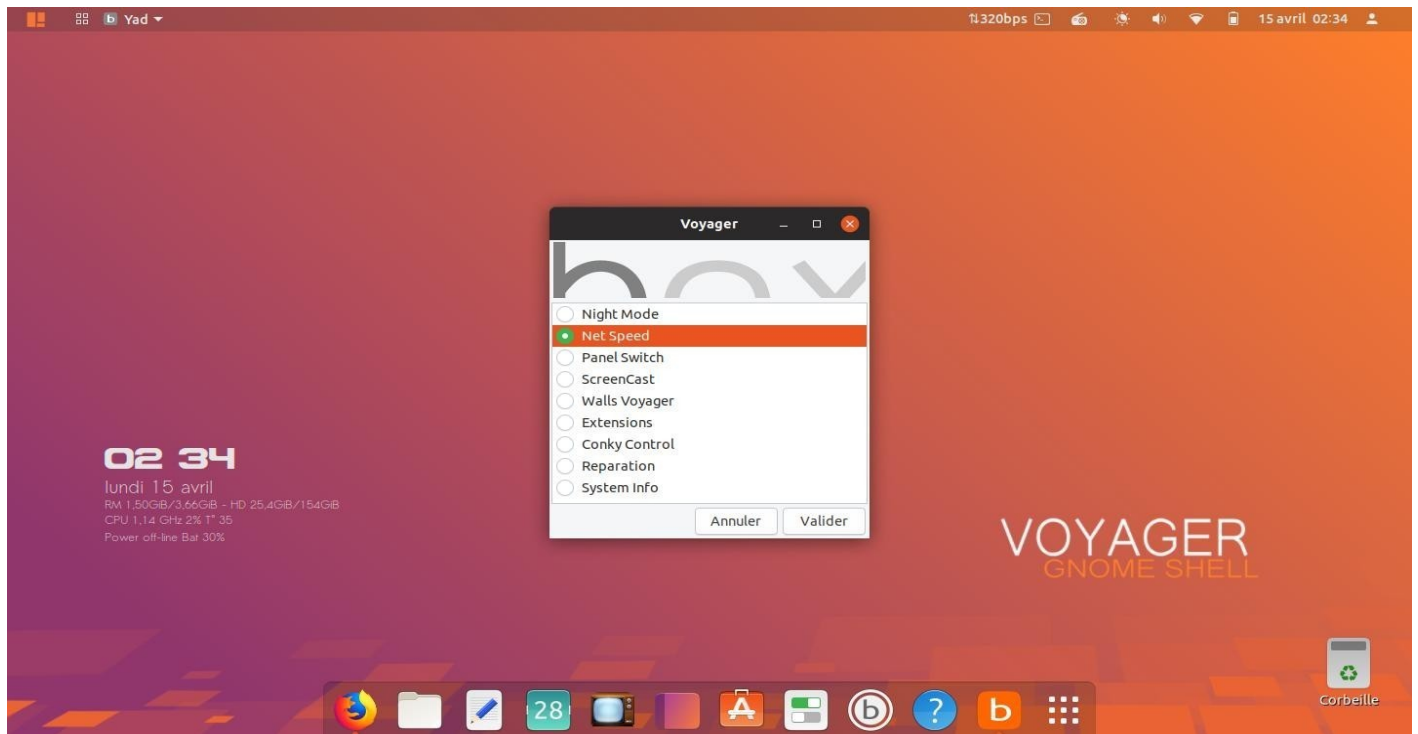 Yad
320bps
15 avril 02:34
Voyager
box
Night Mode
Net Speed
Panel Switch
ScreenCast
Walls Voyager
Extensions
Conky Control
Reparation
System Info
Annuler Valider
02 34
lundi 15 avril
RM 1,50GiB/3,66GiB - HD 25,4GiB/154GiB
CPU 1,14 GHz 2% T° 35
Power off-line Bat 30%
VOYAGER
GNOME SHELL
Corbeille
28